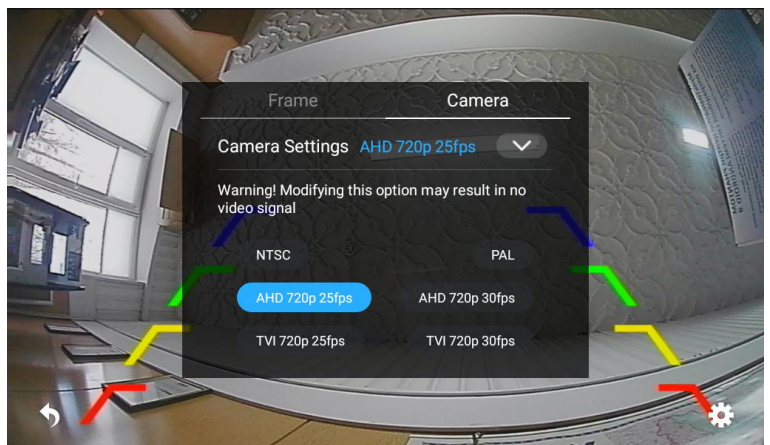 Frame Camera
Camera Settings AHD 720p 25fps
Warning! Modifying this option may result in no
video signal
NTSC PAL
AHD 720p 25fps AHD 720p 30fps
TVI 720p 25fps TVI 720p 30fps